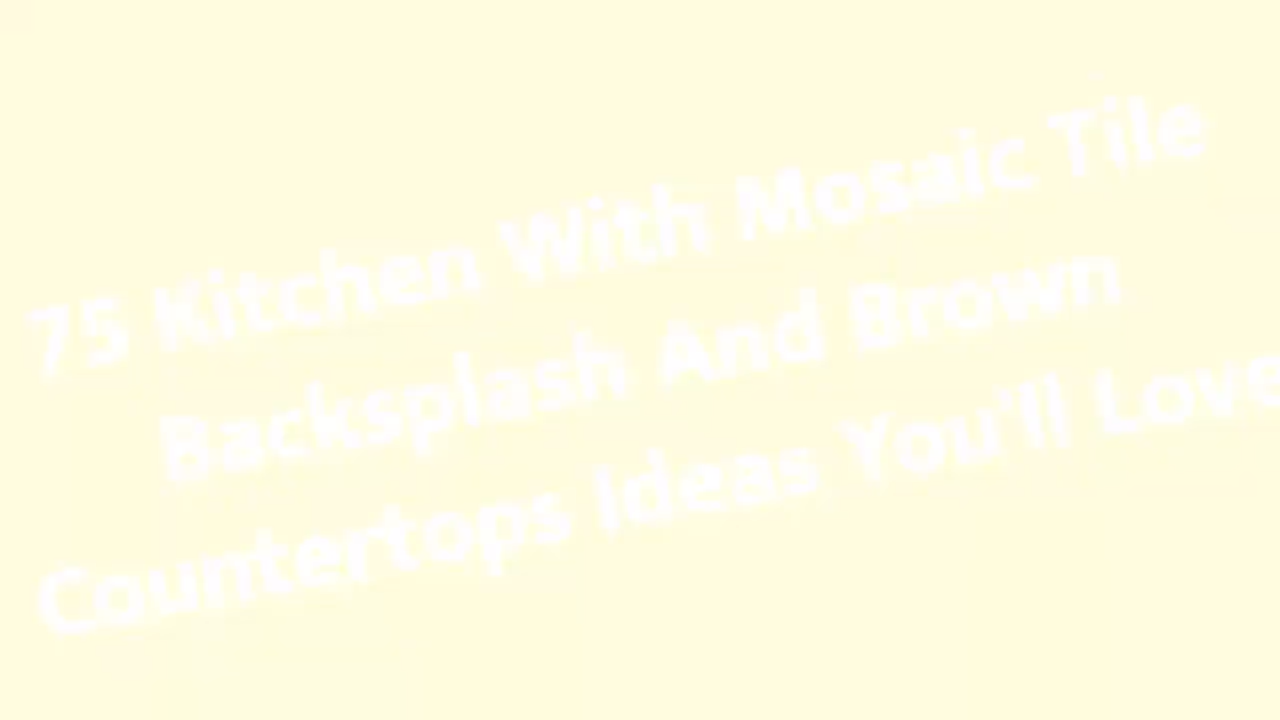 75 Kitchen With Mosaic Tile
Backsplash And Brown
Countertops Ideas You'll Love